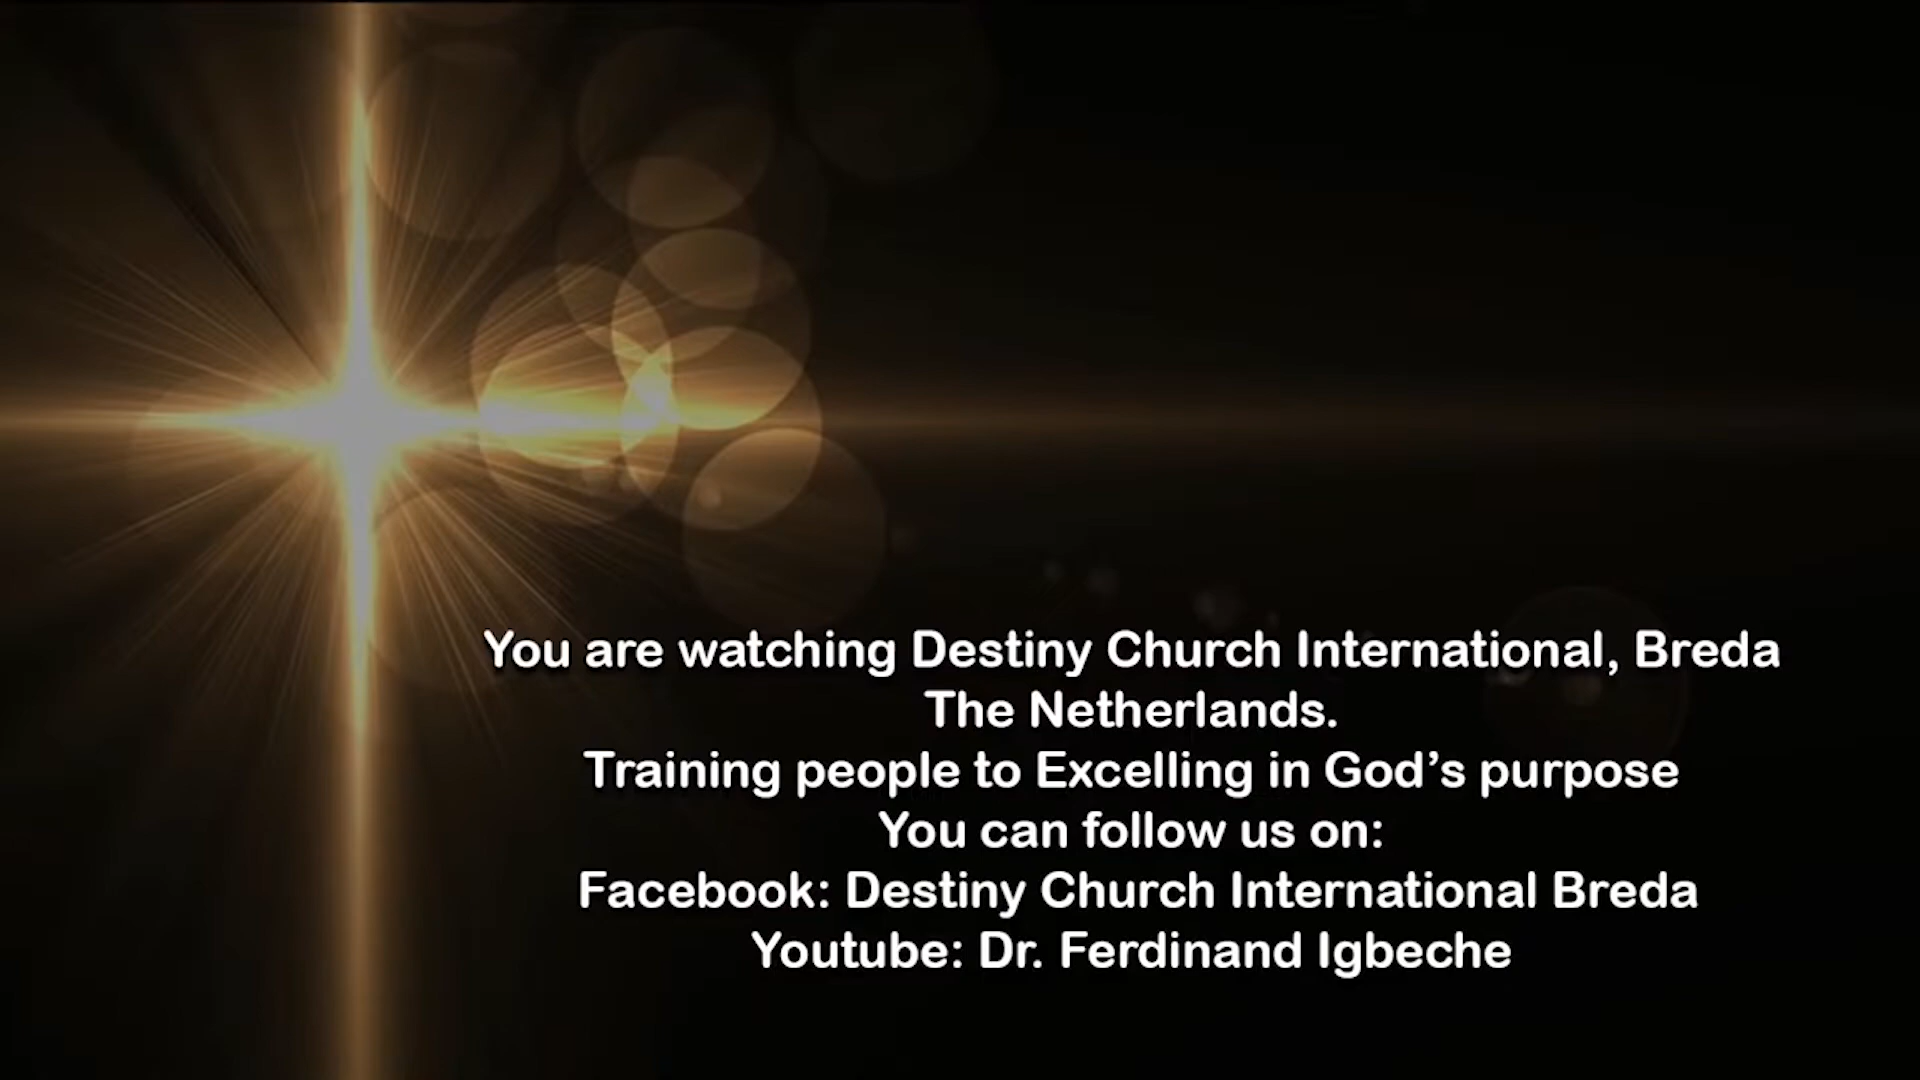 You are watching Destiny Church International, Breda
The Netherlands.
Training people to Excelling in God’s purpose
You can follow us on:
Facebook: Destiny Church International Breda
Youtube: Dr. Ferdinand Igbeche